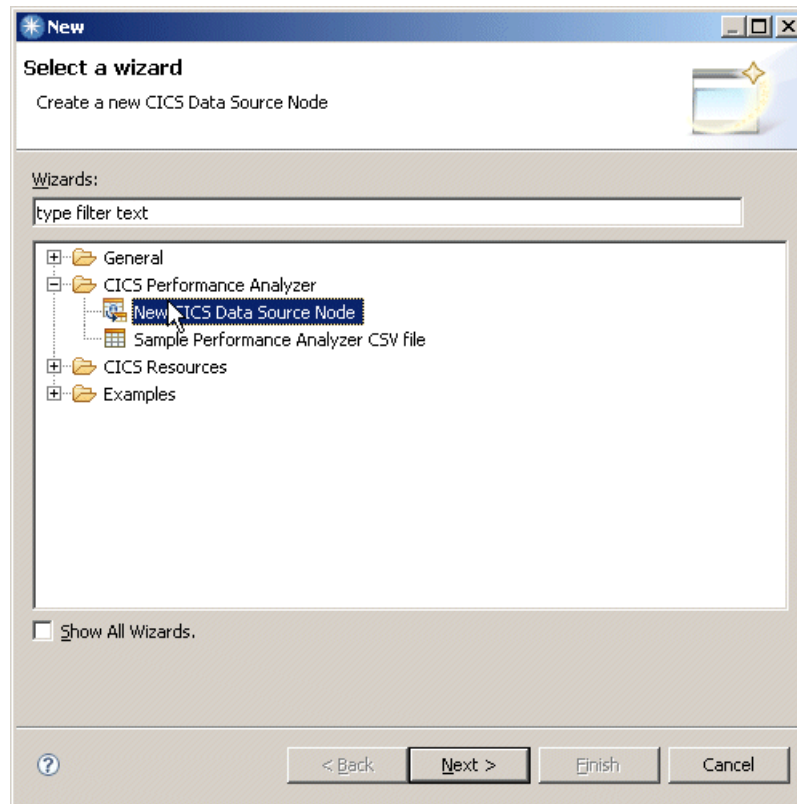 New
Select a wizard
Create a new CICS Data Source Node
Wizards:
type filter text
General
CICS Performance Analyzer
New CICS Data Source Node
Sample Performance Analyzer CSV file
CICS Resources
Examples
Show All Wizards.
? < Back Next > Finish Cancel